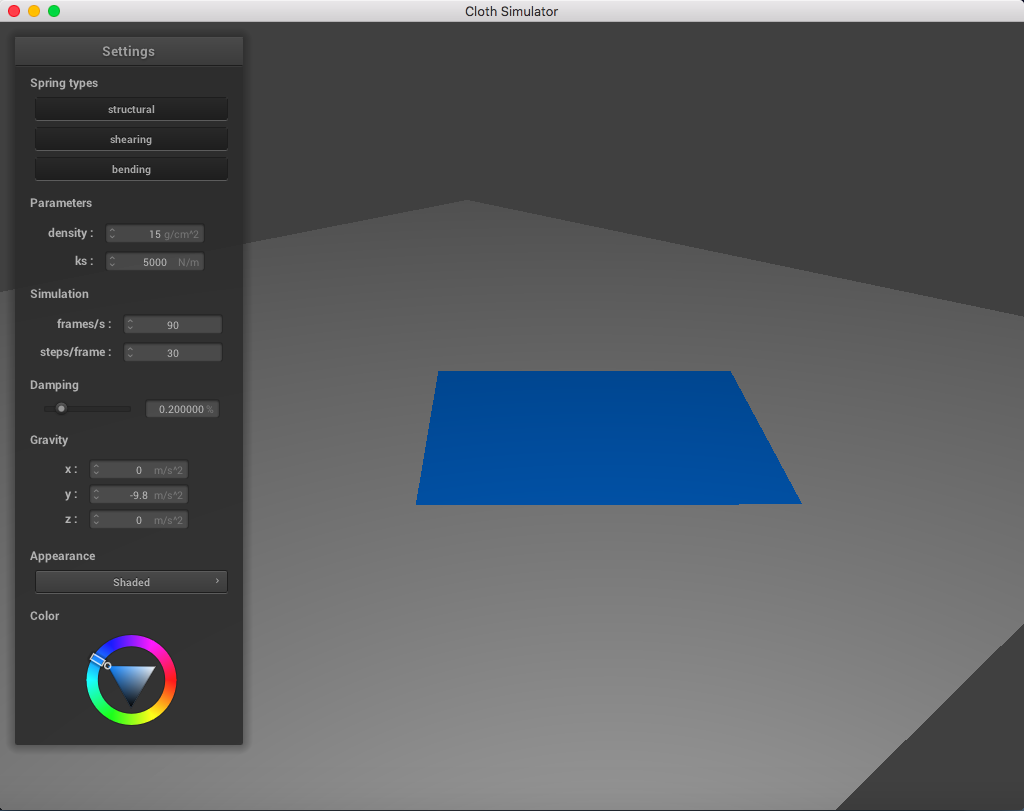 Cloth Simulator
Settings
Spring types
structural
shearing
bending
Parameters
density : 15 g/cm^2
ks : 5000 N/m
Simulation
frames/s : 90
steps/frame : 30
Damping
0.200000 %
Gravity
x : 0 m/s^2
y : -9.8 m/s^2
z : 0 m/s^2
Appearance
Shaded
Color